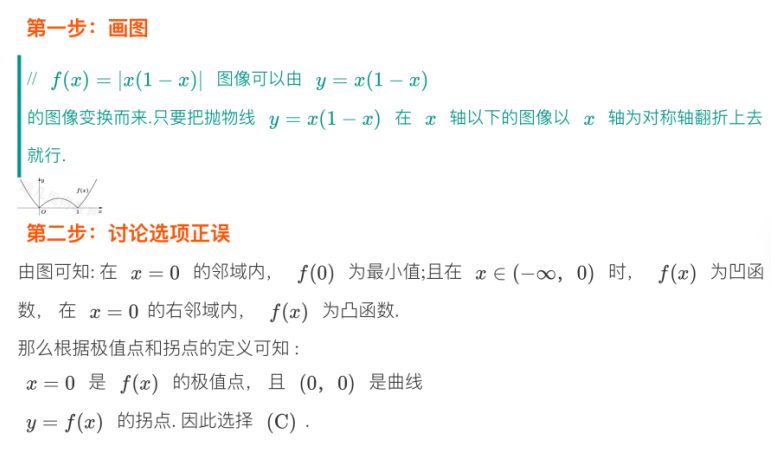 第一步：画图
// f(x) = |x(1 − x)| 图像可以由 y = x(1 − x)
的图像变换而来.只要把抛物线 y = x(1 − x) 在 x 轴以下的图像以 x 轴为对称轴翻折上去
就行.
y
f(x)
O 1 x
第二步：讨论选项正误
由图可知: 在 x = 0 的邻域内， f(0) 为最小值;且在 x ∈ (−∞，0) 时， f(x) 为凹函
数， 在 x = 0 的右邻域内， f(x) 为凸函数.
那么根据极值点和拐点的定义可知 :
x = 0 是 f(x) 的极值点， 且 (0，0) 是曲线
y = f(x) 的拐点. 因此选择 (C) .